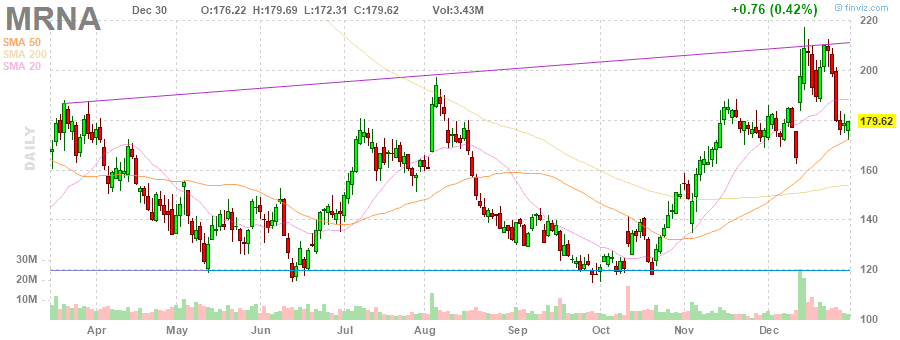 MRNA Dec 30 O:176.22 H:179.69 L:172.31 C:179.62 Vol:3.43M +0.76 (0.42%) © finviz.com
SMA 50
SMA 200
SMA 20
DAILY
220
200
179.62
160
140
120
100
30M
20M
10M
Apr May Jun Jul Aug Sep Oct Nov Dec